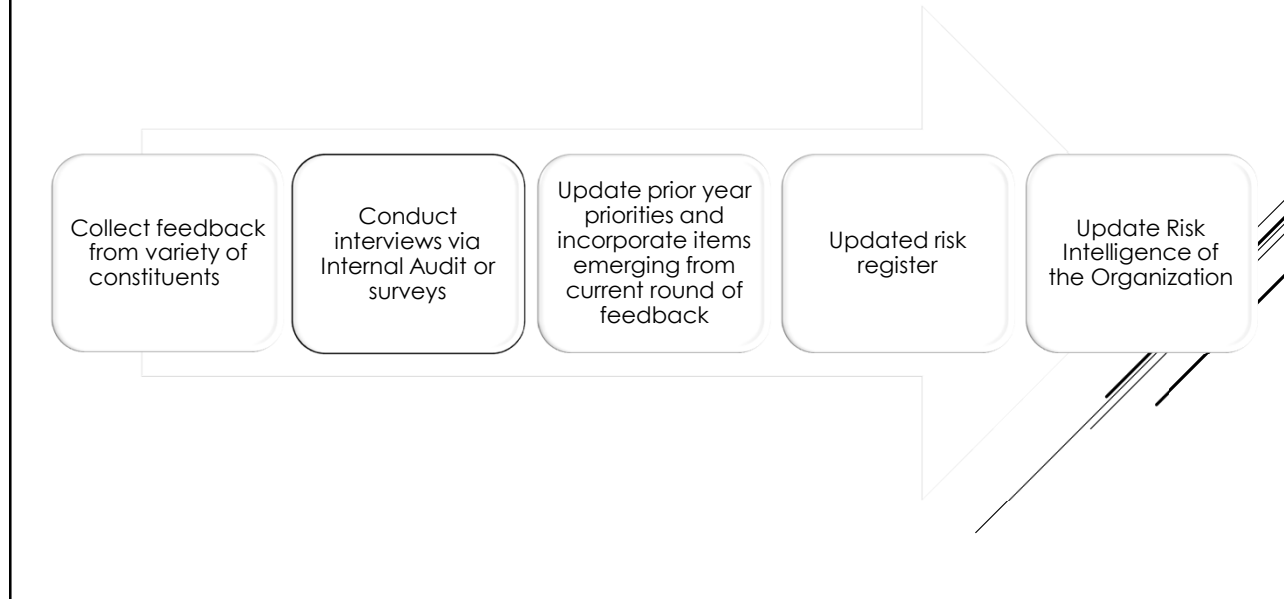 Collect feedback
from variety of
constituents
Conduct
interviews via
Internal Audit or
surveys
Update prior year
priorities and
incorporate items
emerging from
current round of
feedback
Updated risk
register
Update Risk
Intelligence of
the Organization